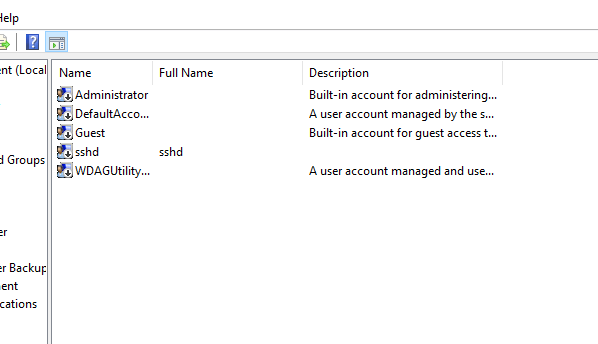 Help
ent (Local
Name Full Name Description
Administrator Built-in account for administering...
DefaultAcco... A user account managed by the s...
Guest Built-in account for guest access t...
sshd sshd
d Groups
WDAGUtility... A user account managed and use...
er
er Backup
ent
cations